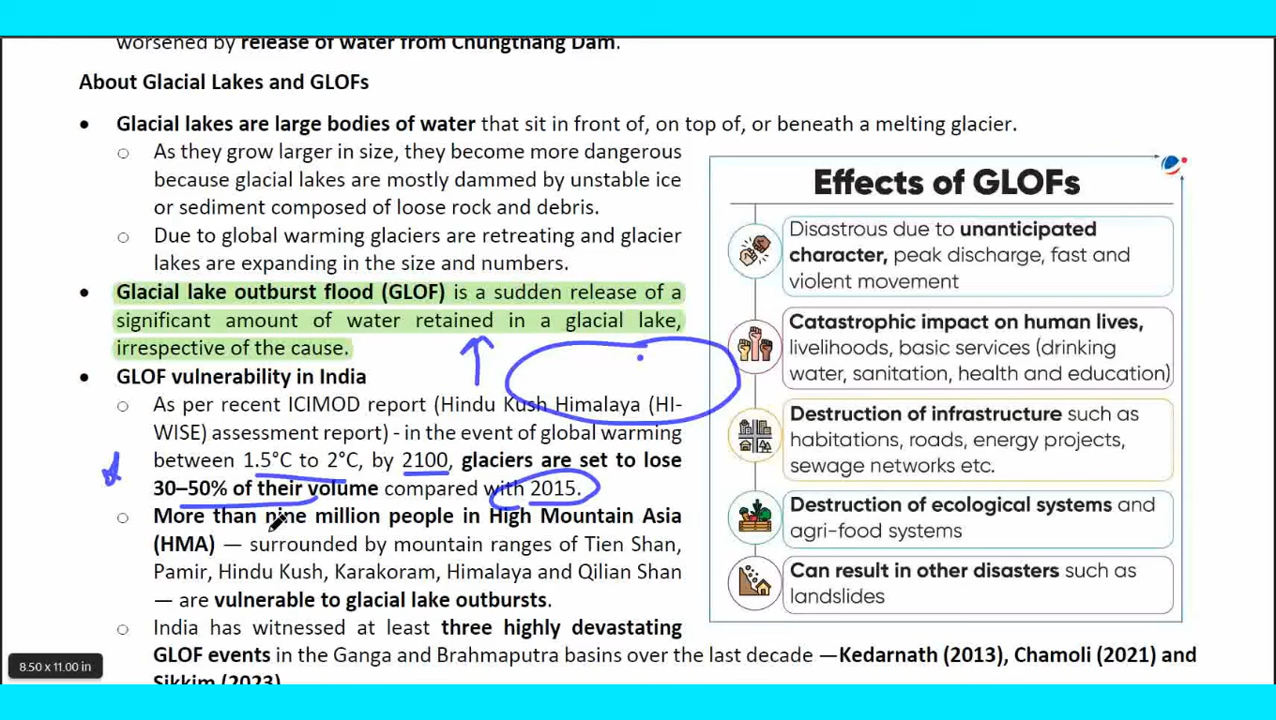 worsened by release of water from Chungthang Dam.
About Glacial Lakes and GLOFs
• Glacial lakes are large bodies of water that sit in front of, on top of, or beneath a melting glacier.
○ As they grow larger in size, they become more dangerous
because glacial lakes are mostly dammed by unstable ice
or sediment composed of loose rock and debris.
○ Due to global warming glaciers are retreating and glacier
lakes are expanding in the size and numbers.
• Glacial lake outburst flood (GLOF) is a sudden release of a
significant amount of water retained in a glacial lake,
irrespective of the cause.
• GLOF vulnerability in India
○ As per recent ICIMOD report (Hindu Kush Himalaya (HI-
WISE) assessment report) - in the event of global warming
between 1.5°C to 2°C, by 2100, glaciers are set to lose
30–50% of their volume compared with 2015.
○ More than nine million people in High Mountain Asia
(HMA) — surrounded by mountain ranges of Tien Shan,
Pamir, Hindu Kush, Karakoram, Himalaya and Qilian Shan
— are vulnerable to glacial lake outbursts.
○ India has witnessed at least three highly devastating
GLOF events in the Ganga and Brahmaputra basins over the last decade —Kedarnath (2013), Chamoli (2021) and
Sikkim (2023)
Effects of GLOFs
Disastrous due to unanticipated
character, peak discharge, fast and
violent movement
Catastrophic impact on human lives,
livelihoods, basic services (drinking
water, sanitation, health and education)
Destruction of infrastructure such as
habitations, roads, energy projects,
sewage networks etc.
Destruction of ecological systems and
agri-food systems
Can result in other disasters such as
landslides
8.50 x 11.00 in